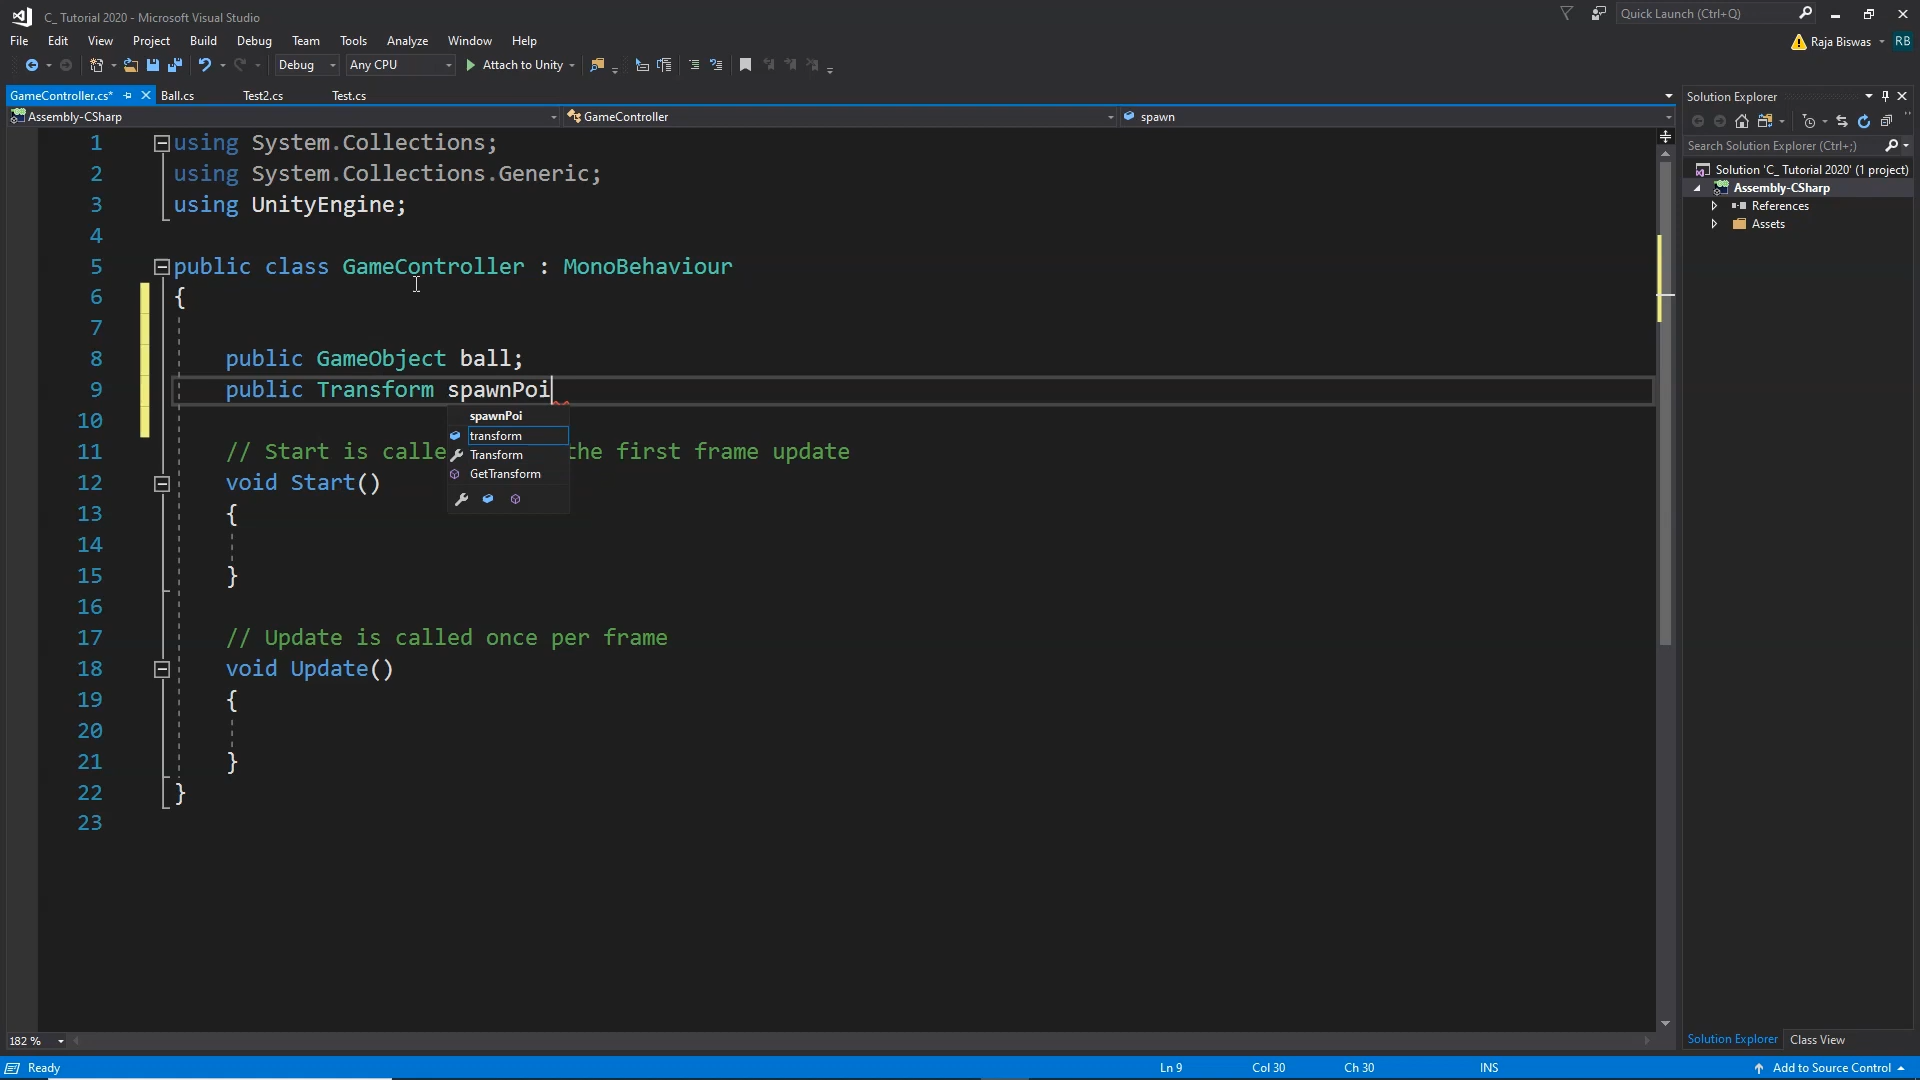 C_ Tutorial 2020 - Microsoft Visual Studio
Quick Launch (Ctrl+Q)
File Edit View Project Build Debug Team Tools Analyze Window Help
Raja Biswas RB
Debug Any CPU Attach to Unity
GameController.cs* Ball.cs Test2.cs Test.cs
Solution Explorer
Assembly-CSharp GameController spawn
Search Solution Explorer (Ctrl+;)
Solution 'C_ Tutorial 2020' (1 project)
Assembly-CSharp
References
Assets
1 using System.Collections;
2 using System.Collections.Generic;
3 using UnityEngine;
4
5 public class GameController : MonoBehaviour
6 {
7
8 public GameObject ball;
9 public Transform spawnPoi
spawnPoi
transform
Transform
GetTransform
10
11 // Start is calle the first frame update
12 void Start()
13 {
14
15 }
16
17 // Update is called once per frame
18 void Update()
19 {
20
21 }
22 }
23
182 %
Solution Explorer Class View
Ready Ln 9 Col 30 Ch 30 INS Add to Source Control